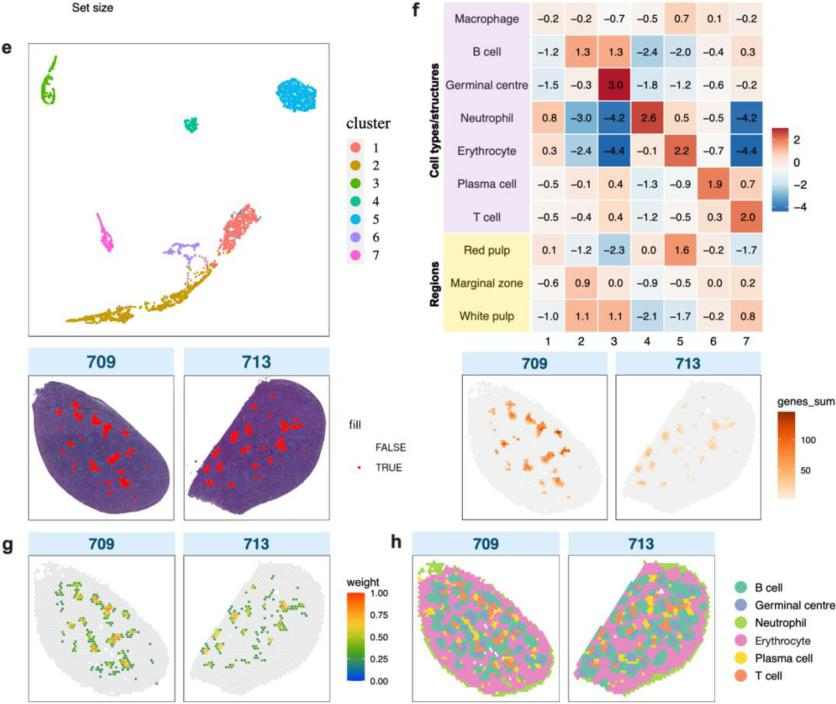 Set size
e
cluster
1
2
3
4
5
6
7
f
Cell types/structures
Regions
Macrophage −0.2 −0.2 −0.7 −0.5 0.7 0.1 −0.2
B cell −1.2 1.3 1.3 −2.4 −2.0 −0.4 0.3
Germinal centre −1.5 −0.3 3.0 −1.8 −1.2 −0.6 −0.2
Neutrophil 0.8 −3.0 −4.2 2.6 0.5 −0.5 −4.2
Erythrocyte 0.3 −2.4 −4.4 −0.1 2.2 −0.7 −4.4
Plasma cell −0.5 −0.1 0.4 −1.3 −0.9 1.9 0.7
T cell −0.5 −0.4 0.4 −1.2 −0.5 0.3 2.0
Red pulp 0.1 −1.2 −2.3 0.0 1.6 −0.2 −1.7
Marginal zone −0.6 0.9 0.0 −0.9 −0.5 0.0 0.2
White pulp −1.0 1.1 1.1 −2.1 −1.7 −0.2 0.8
1 2 3 4 5 6 7
2
0
−2
−4
709 713
fill
FALSE
TRUE
709 713
genes_sum
100
50
g
709 713
weight
1.00
0.75
0.50
0.25
0.00
h
709 713
B cell
Germinal centre
Neutrophil
Erythrocyte
Plasma cell
T cell